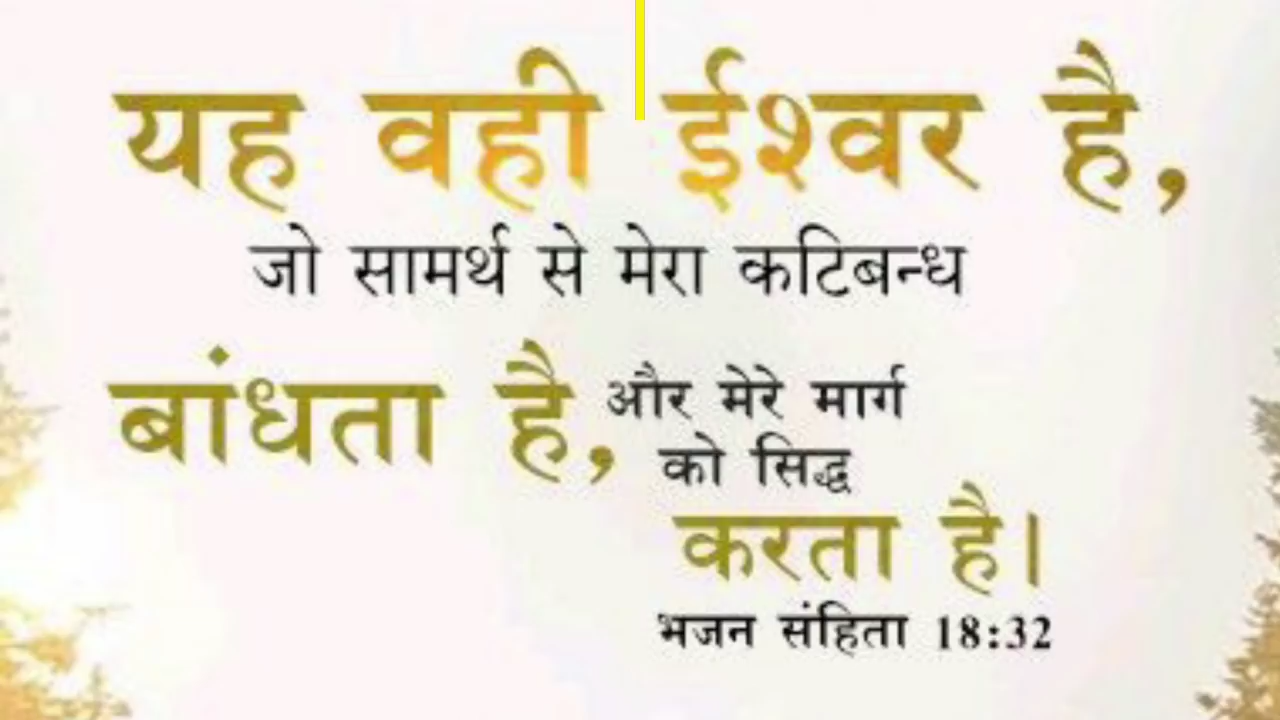 यह वही ईश्वर है,
जो सामर्थ से मेरा कटिबन्ध
बांधता है, और मेरे मार्ग
को सिद्ध
करता है।
भजन संहिता 18:32